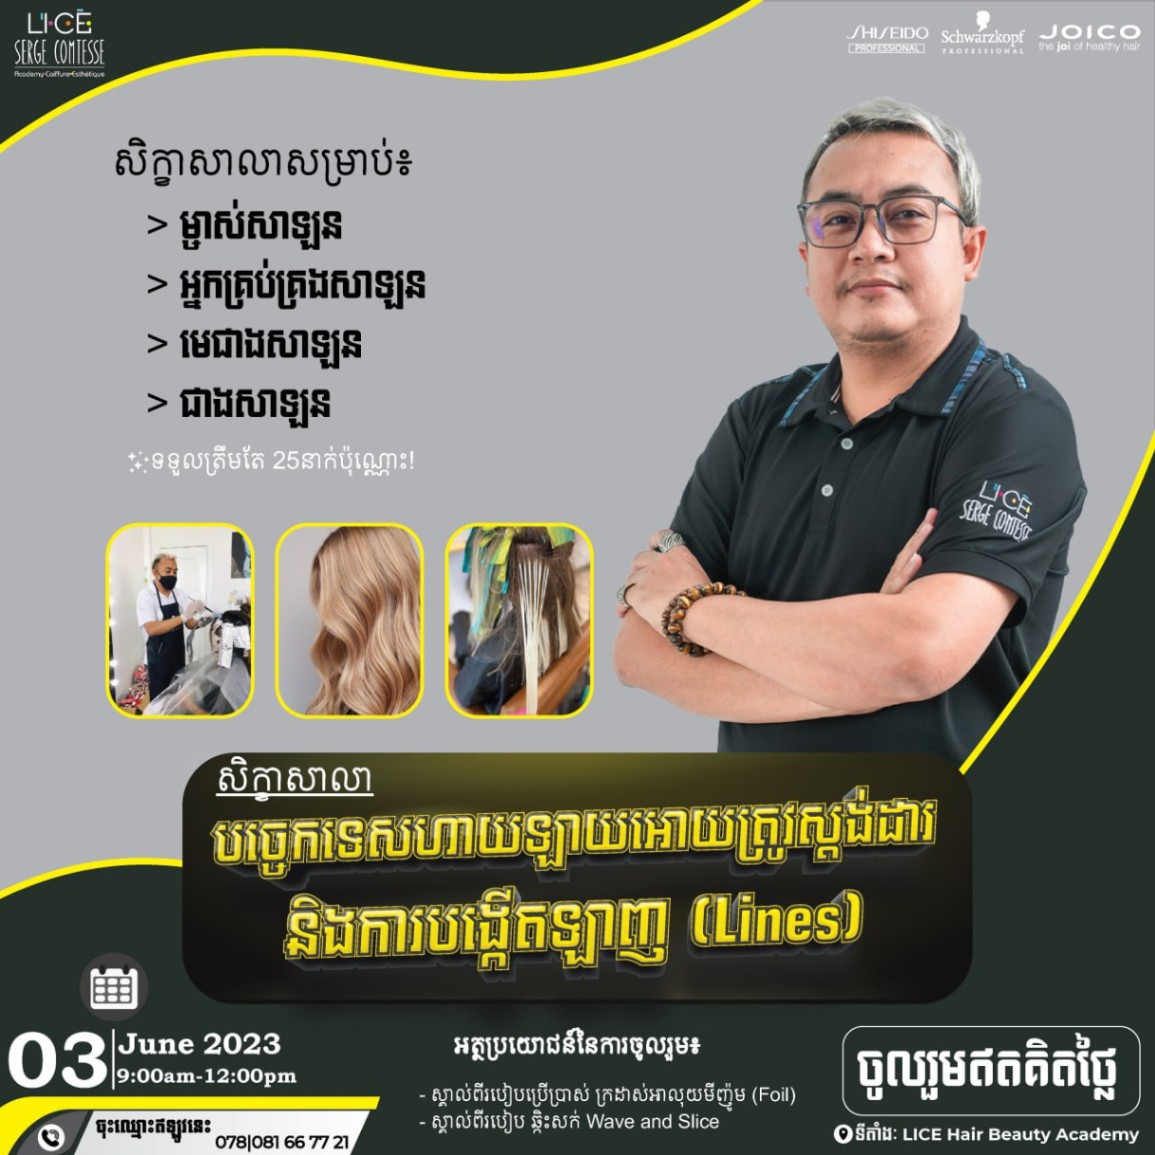 LICĒ
SERGE COMTESSE
Academy-Coiffure-Esthétique
SHISEIDO
PROFESSIONAL
Schwarzkopf
PROFESSIONAL
JOICO
the joi of healthy hair
សិក្ខាសាលាសម្រាប់៖
> ម្ចាស់សាឡន
> អ្នកគ្រប់គ្រងសាឡន
> មេជាងសាឡន
> ជាងសាឡន
ទទួលត្រឹមតែ 25នាក់ប៉ុណ្ណោះ!
LICĒ
SERGE COMTESSE
សិក្ខាសាលា
បច្ចេកទេសហាយឡាយអោយត្រូវស្តង់ដារ
និងការបង្កើតឡាញ (Lines)
03
June 2023
9:00am-12:00pm
ចុះឈ្មោះឥឡូវនេះ
078|081 66 77 21
អត្ថប្រយោជន៍នៃការចូលរួម៖
- ស្គាល់ពីរបៀបប្រើប្រាស់ ក្រដាស់អាលុយមីញ៉ូម (Foil)
- ស្គាល់ពីរបៀប ឆ្កិះសក់ Wave and Slice
ចូលរួមឥតគិតថ្លៃ
ទីតាំង: LICE Hair Beauty Academy